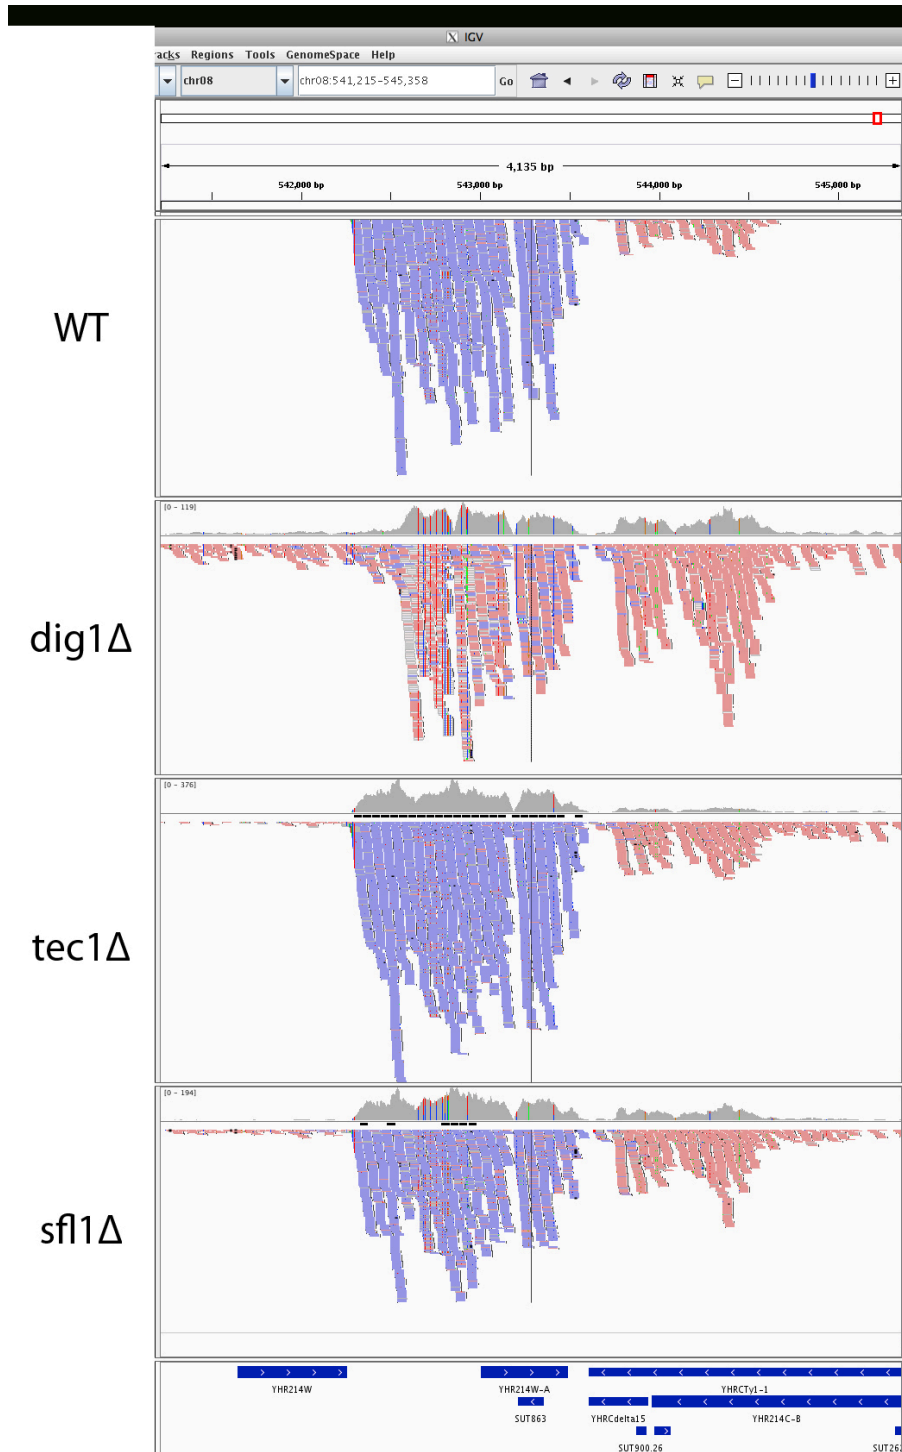 X IGV
acks Regions Tools GenomeSpace Help
chr08 chr08:541,215-545,358 Go
4,135 bp
542,000 bp 543,000 bp 544,000 bp 545,000 bp
WT
[0 - 119]
dig1Δ
[0 - 376]
tec1Δ
[0 - 194]
sfl1Δ
YHR214W YHR214W-A YHRCTy1-1
SUT863 YHRCdelta15 YHR214C-B
SUT900.26 SUT26